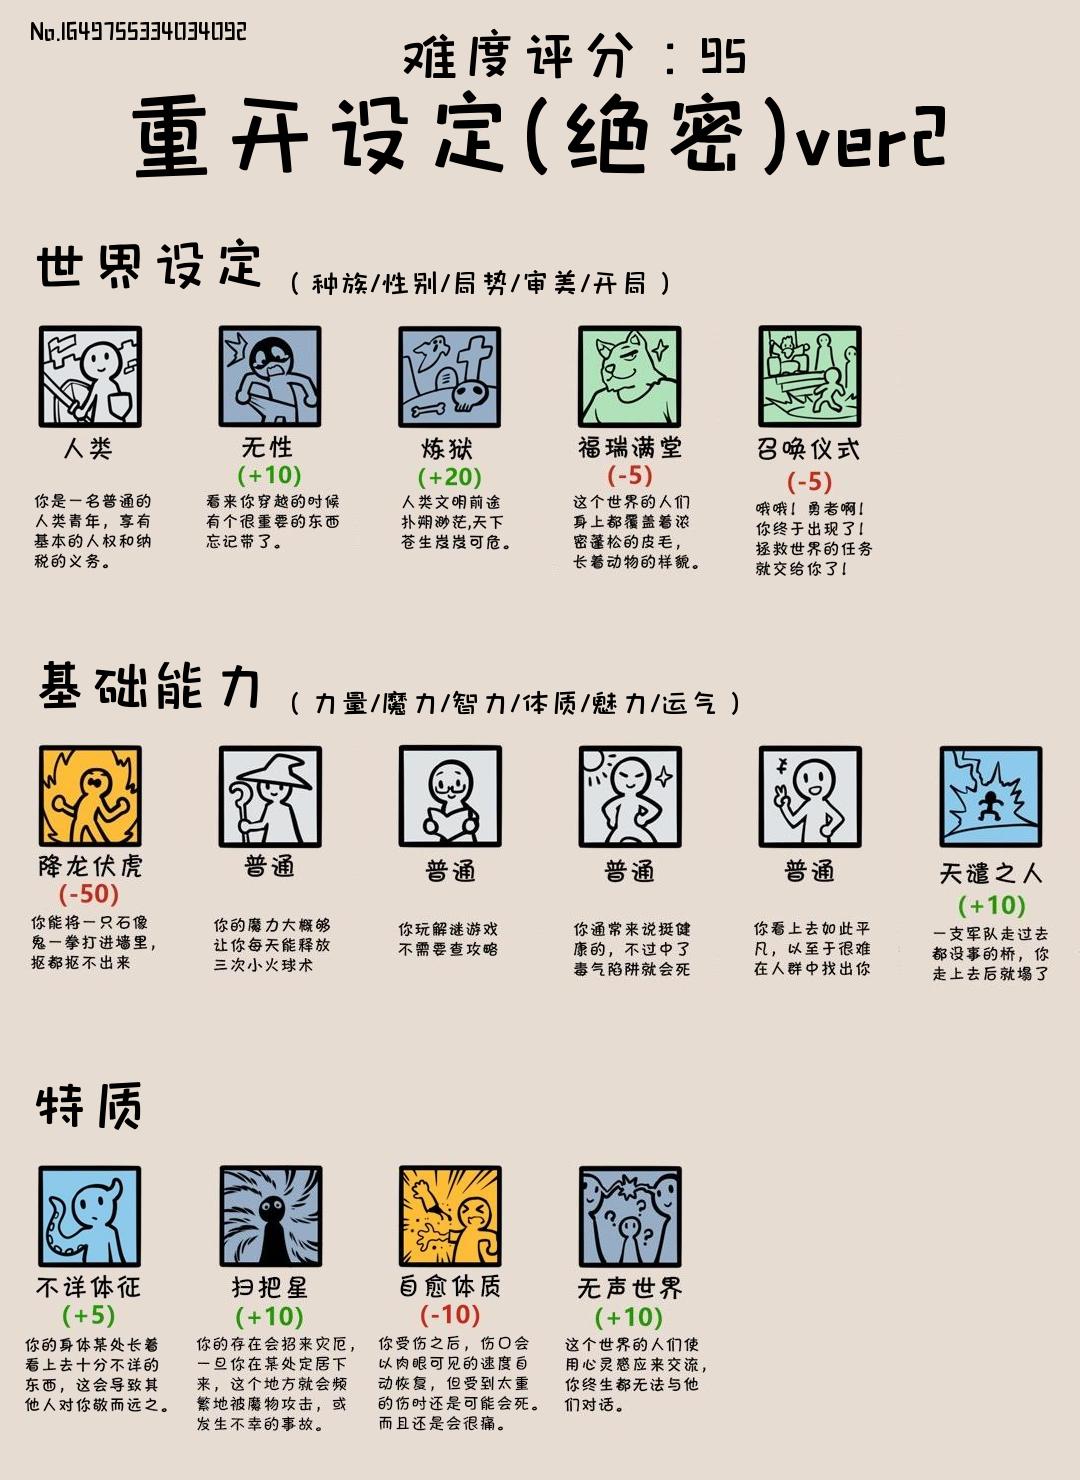 No.1649755334034092
难度评分:95
重开设定(绝密)ver2
世界设定(种族/性别/局势/审美/开局)
人类
你是一名普通的
人类青年，享有
基本的人权和纳
税的义务。
无性
(+10)
看来你穿越的时候
有个很重要的东西
忘记带了。
炼狱
(+20)
人类文明前途
扑朔渺茫,天下
苍生岌岌可危。
福瑞满堂
(-5)
这个世界的人们
身上都覆盖着浓
密蓬松的皮毛，
长着动物的样貌。
召唤仪式
(-5)
哦哦！勇者啊！
你终于出现了！
拯救世界的任务
就交给你了！
基础能力(力量/魔力/智力/体质/魅力/运气)
降龙伏虎
(-50)
你能将一只石像
鬼一拳打进墙里，
抠都抠不出来
普通
你的魔力大概够
让你每天能释放
三次小火球术
普通
你玩解谜游戏
不需要查攻略
普通
你通常来说挺健
康的，不过中了
毒气陷阱就会死
普通
你看上去如此平
凡，以至于很难
在人群中找出你
天谴之人
(+10)
一支军队走过去
都没事的桥，你
走上去后就塌了
特质
不详体征
(+5)
你的身体某处长着
看上去十分不详的
东西，这会导致其
他人对你敬而远之。
扫把星
(+10)
你的存在会招来灾厄，
一旦你在某处定居下
来，这个地方就会频
繁地被魔物攻击，或
发生不幸的事故。
自愈体质
(-10)
你受伤之后，伤口会
以肉眼可见的速度自
动恢复，但受到太重
的伤时还是可能会死。
而且还是会很痛。
无声世界
(+10)
这个世界的人们使
用心灵感应来交流，
你终生都无法与他
们对话。